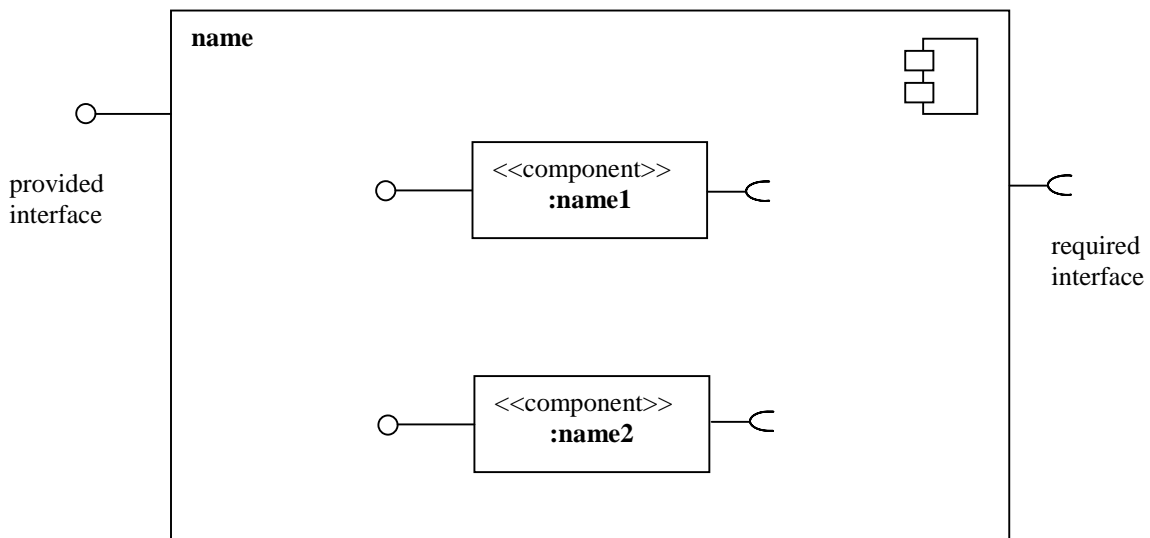 name
provided
interface
<<component>>
:name1
required
interface
<<component>>
:name2